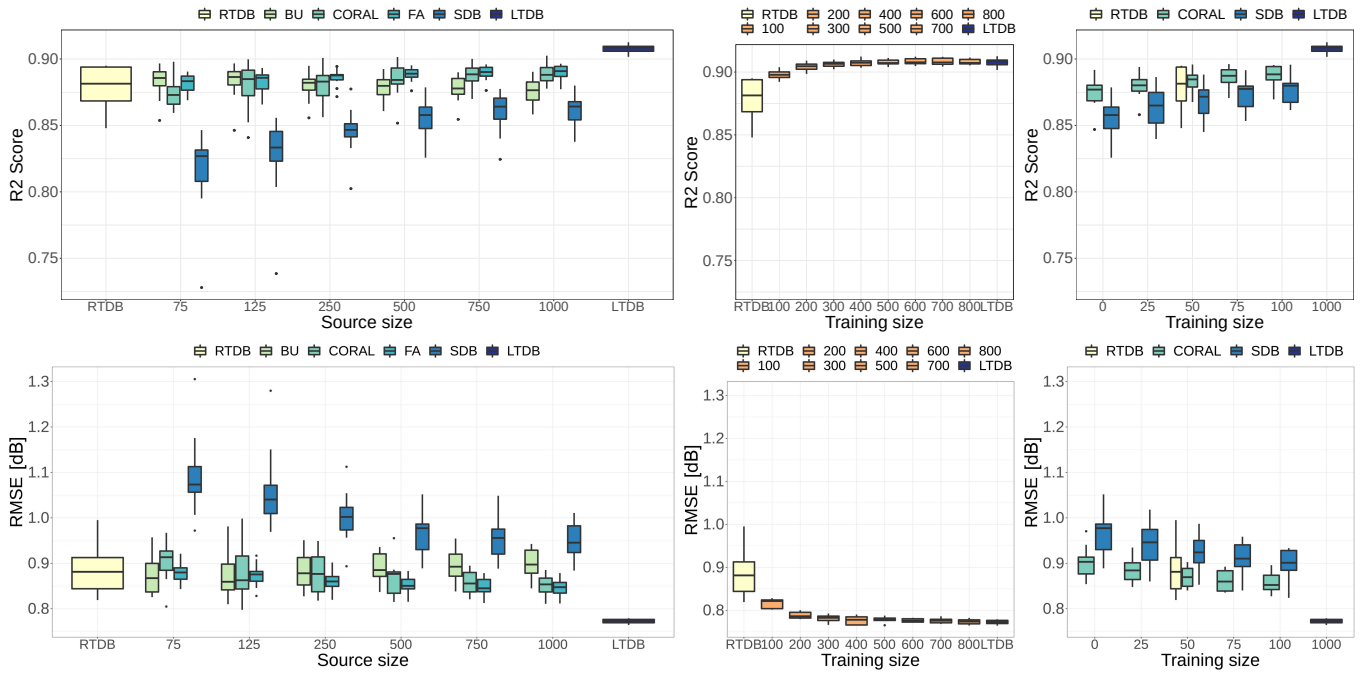 RTDB BU CORAL FA SDB LTDB
R2 Score
0.90
0.85
0.80
0.75
RTDB 75 125 250 500 750 1000 LTDB
Source size
RTDB 200 400 600 800
100 300 500 700 LTDB
R2 Score
0.90
0.85
0.80
0.75
RTDB 100 200 300 400 500 600 700 800 LTDB
Training size
RTDB CORAL SDB LTDB
R2 Score
0.90
0.85
0.80
0.75
0 25 50 75 100 1000
Training size
RTDB BU CORAL FA SDB LTDB
RMSE [dB]
1.3
1.2
1.1
1.0
0.9
0.8
RTDB 75 125 250 500 750 1000 LTDB
Source size
RTDB 200 400 600 800
100 300 500 700 LTDB
RMSE [dB]
1.3
1.2
1.1
1.0
0.9
0.8
RTDB 100 200 300 400 500 600 700 800 LTDB
Training size
RTDB CORAL SDB LTDB
RMSE [dB]
1.3
1.2
1.1
1.0
0.9
0.8
0 25 50 75 100 1000
Training size